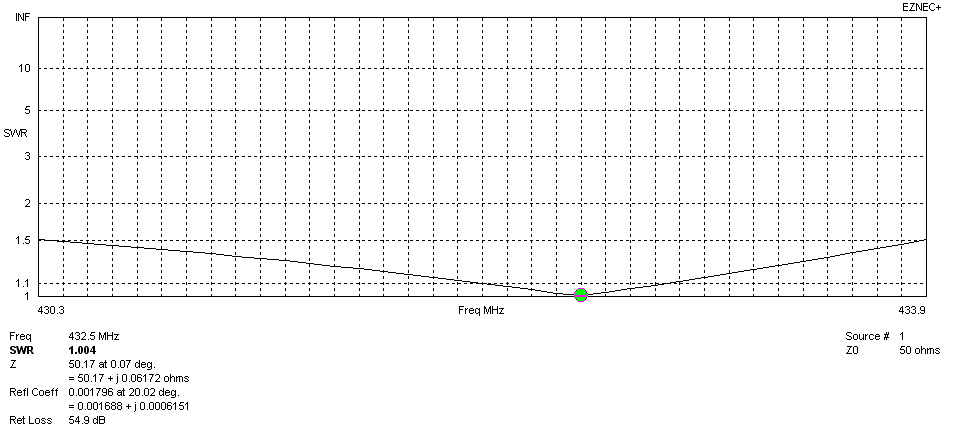 EZNEC+
INF
10
5
SWR
3
2
1.5
1.1
1
430.3 Freq MHz 433.9
Freq 432.5 MHz Source # 1
SWR 1.004 Z0 50 ohms
Z 50.17 at 0.07 deg.
= 50.17 + j 0.06172 ohms
Refl Coeff 0.001796 at 20.02 deg.
= 0.001688 + j 0.0006151
Ret Loss 54.9 dB